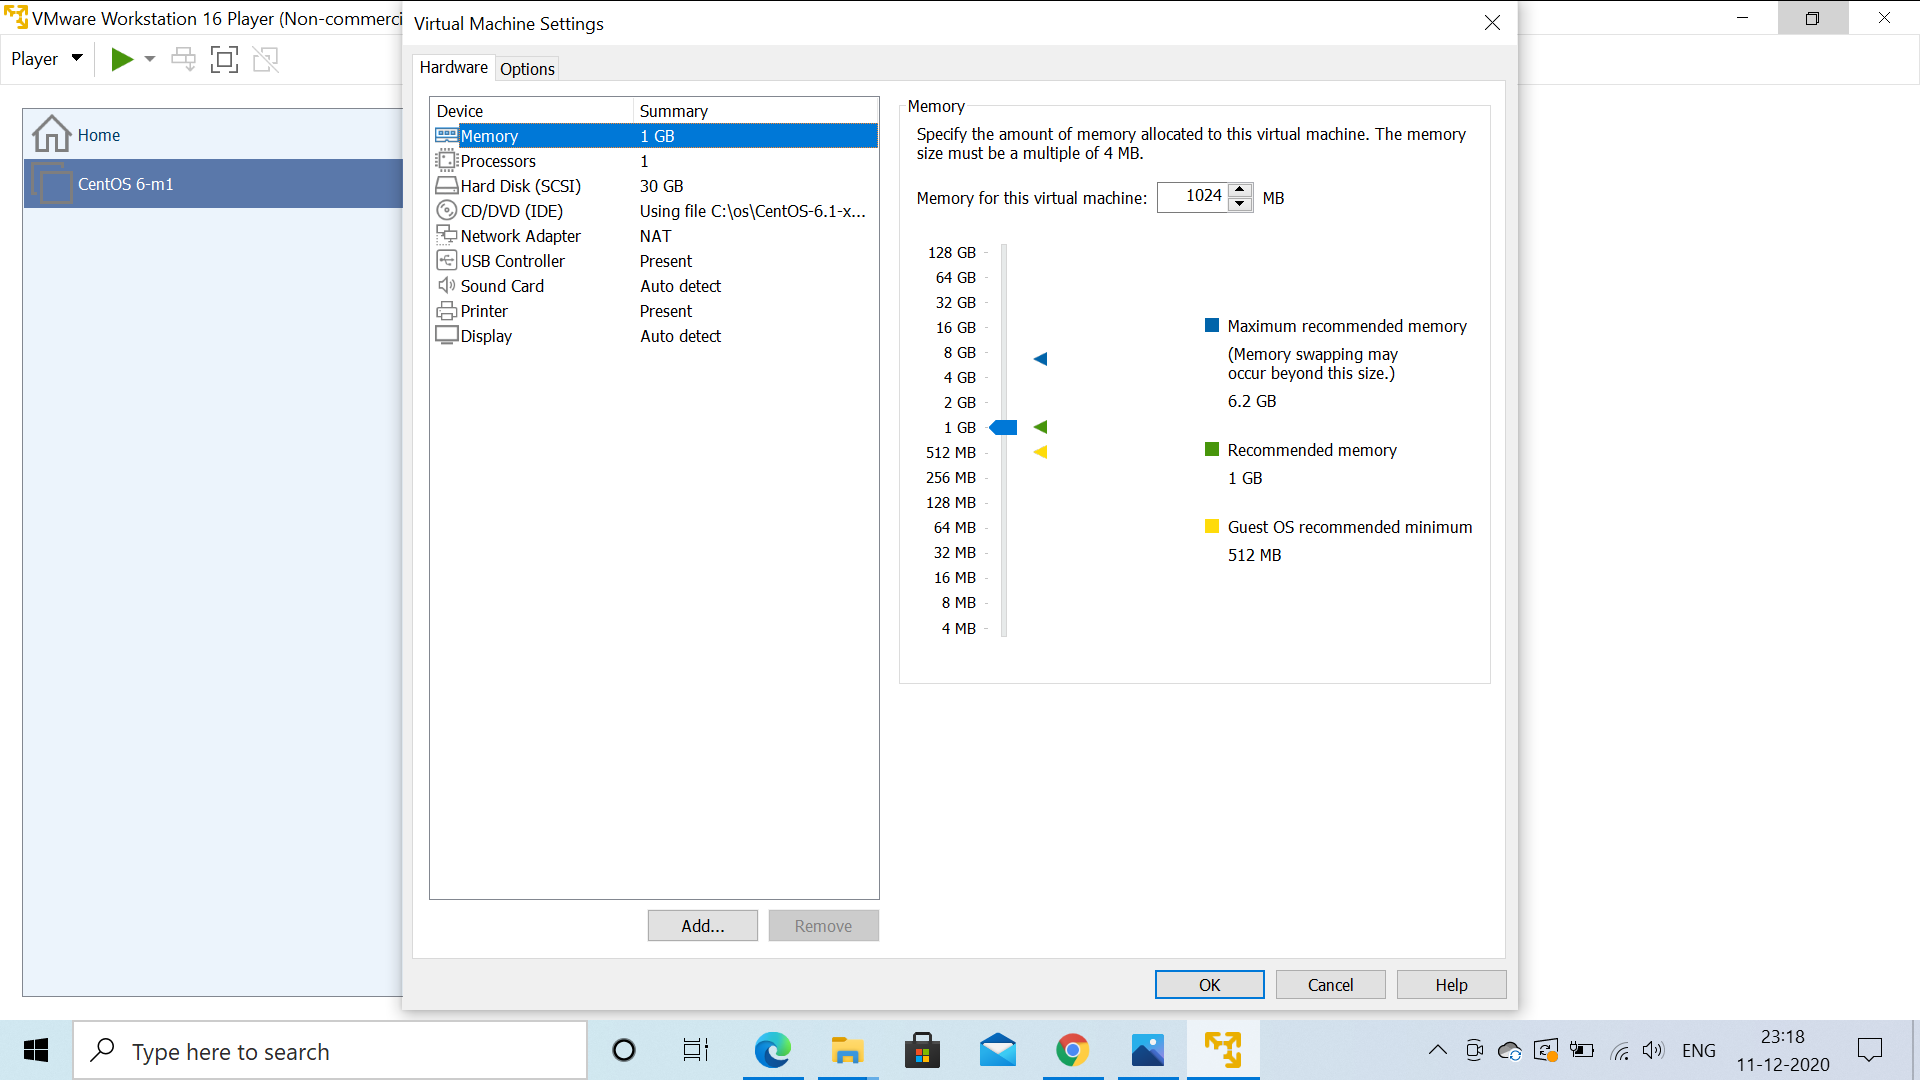 VMware Workstation 16 Player (Non-commerci
Player
Home
CentOS 6-m1
Virtual Machine Settings
Hardware
Options
Device Summary
Memory 1 GB
Processors 1
Hard Disk (SCSI) 30 GB
CD/DVD (IDE) Using file C:\os\CentOS-6.1-x...
Network Adapter NAT
USB Controller Present
Sound Card Auto detect
Printer Present
Display Auto detect
Add...
Remove
Memory
Specify the amount of memory allocated to this virtual machine. The memory
size must be a multiple of 4 MB.
Memory for this virtual machine: 1024 MB
128 GB
64 GB
32 GB
16 GB
8 GB
4 GB
2 GB
1 GB
512 MB
256 MB
128 MB
64 MB
32 MB
16 MB
8 MB
4 MB
Maximum recommended memory
(Memory swapping may
occur beyond this size.)
6.2 GB
Recommended memory
1 GB
Guest OS recommended minimum
512 MB
OK
Cancel
Help
Type here to search
ENG
23:18
11-12-2020